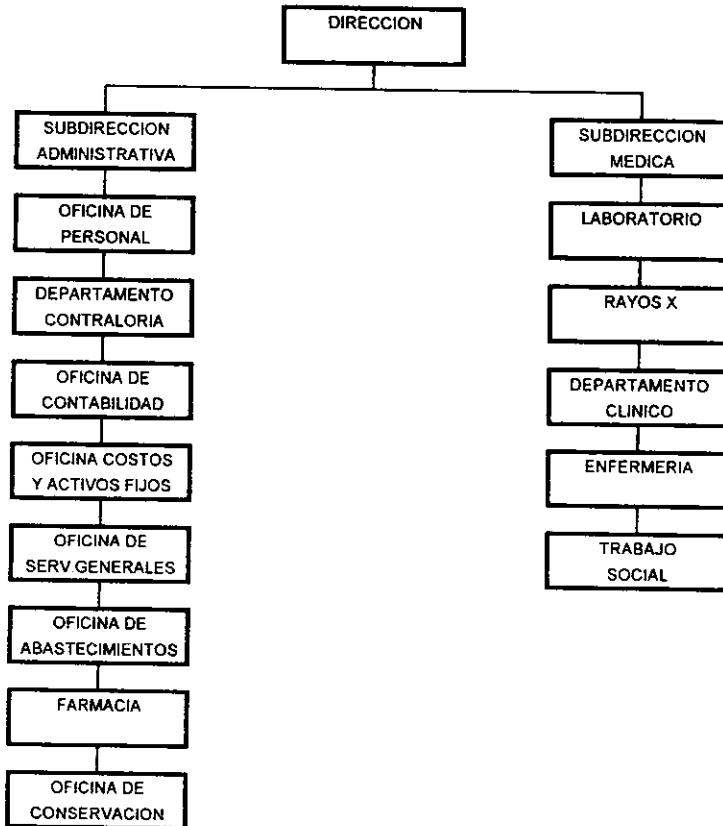 DIRECCION
SUBDIRECCION
ADMINISTRATIVA
OFICINA DE
PERSONAL
DEPARTAMENTO
CONTRALORIA
OFICINA DE
CONTABILIDAD
OFICINA COSTOS
Y ACTIVOS FIJOS
OFICINA DE
SERV.GENERALES
OFICINA DE
ABASTECIMIENTOS
FARMACIA
OFICINA DE
CONSERVACION
SUBDIRECCION
MEDICA
LABORATORIO
RAYOS X
DEPARTAMENTO
CLINICO
ENFERMERIA
TRABAJO
SOCIAL